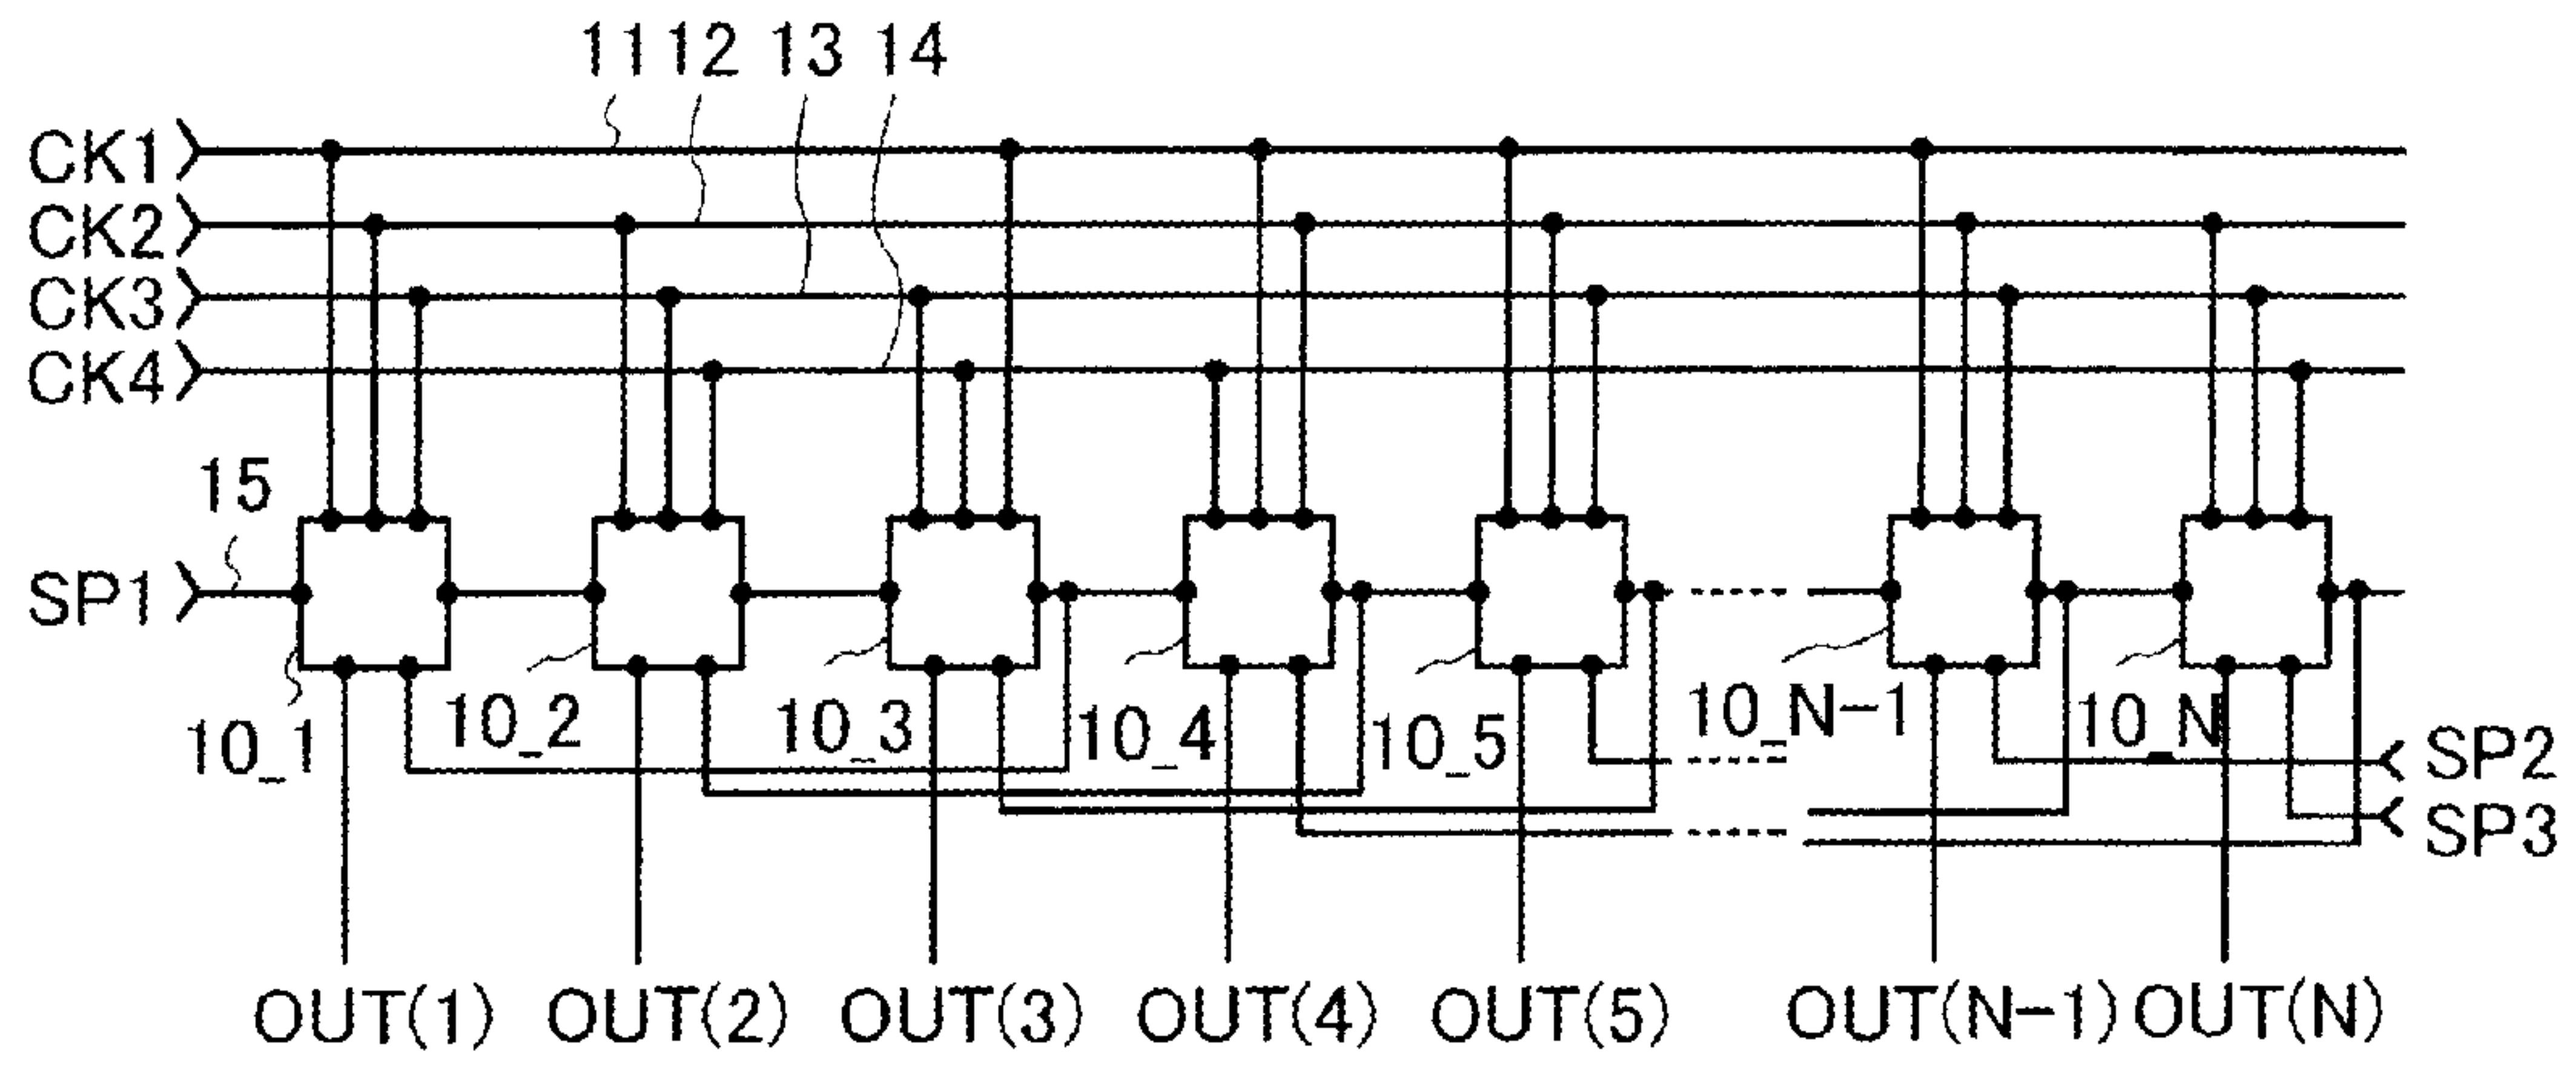 11 12 13 14
CK1
CK2
CK3
CK4
15
SP1
10_1 10_2 10_3 10_4 10_5 10_N-1 10_N
SP2
SP3
OUT(1) OUT(2) OUT(3) OUT(4) OUT(5) OUT(N-1) OUT(N)